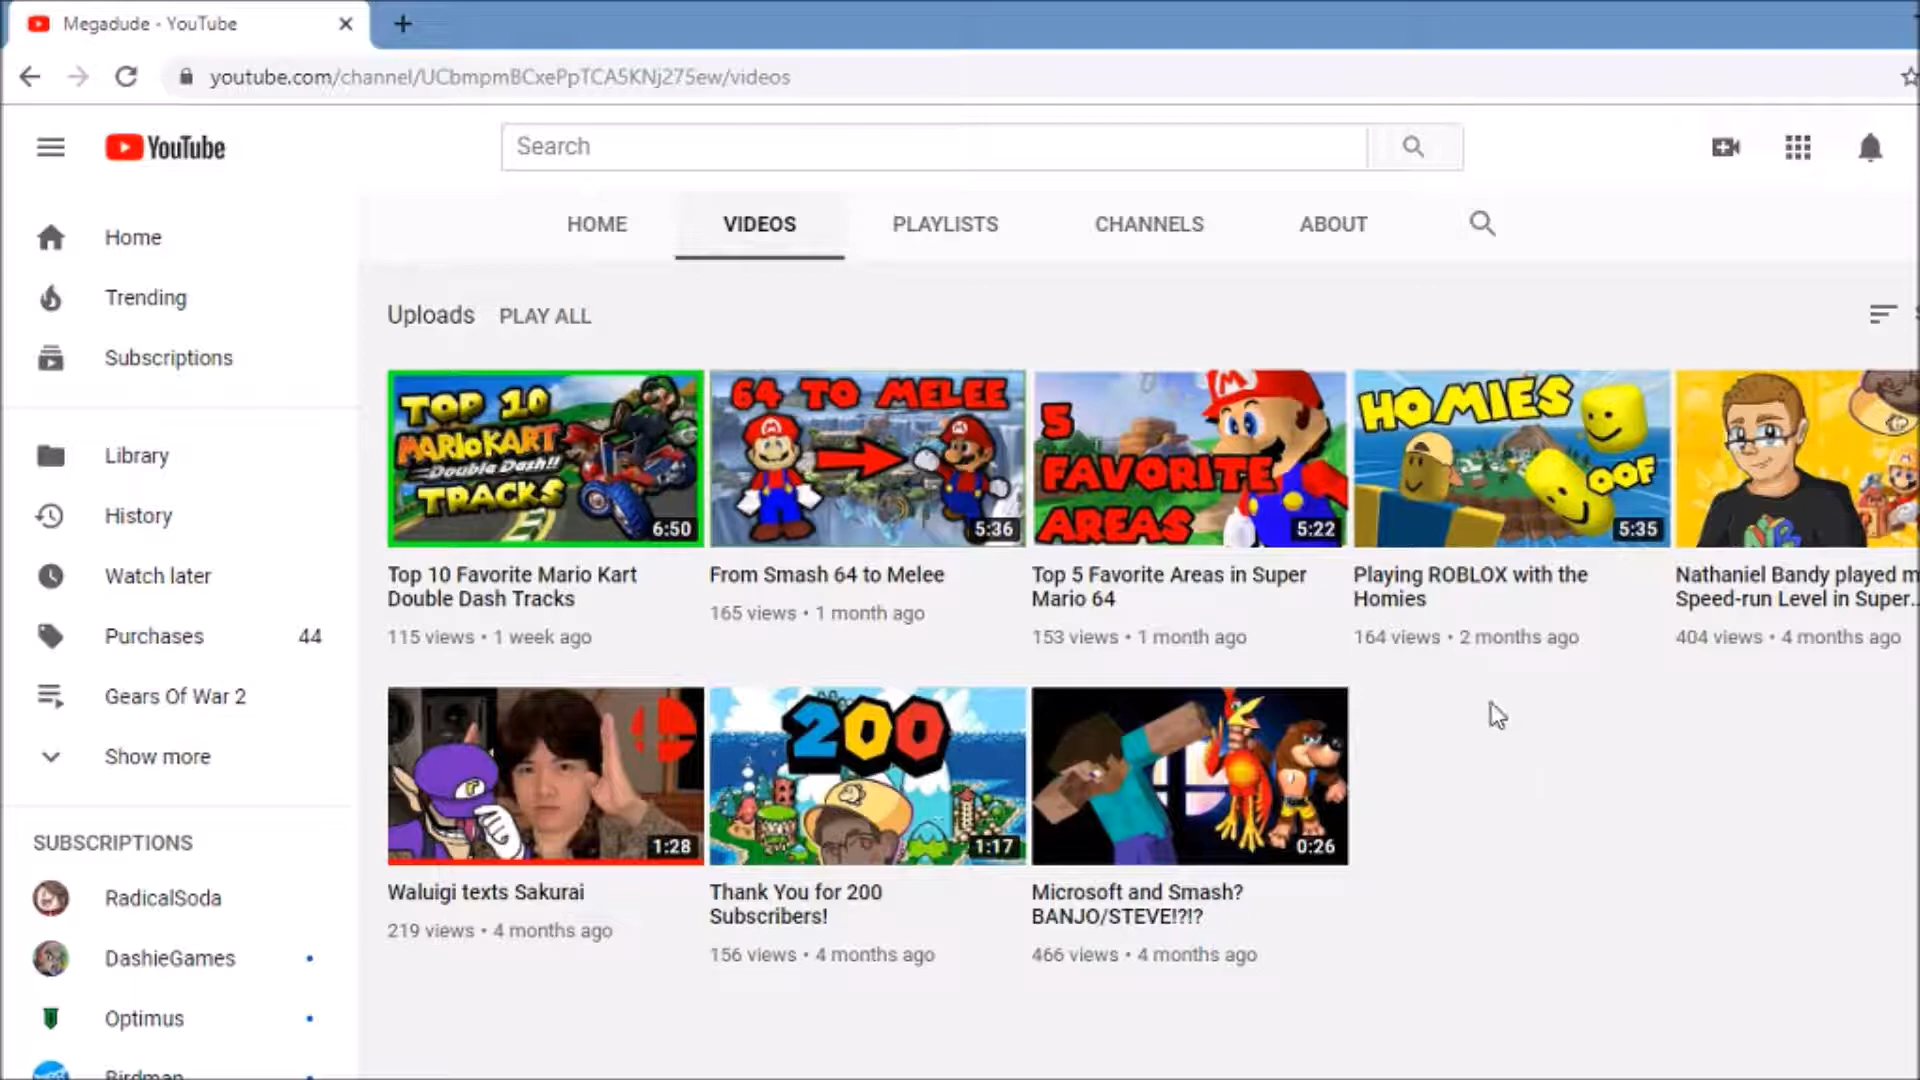 Megadude - YouTube
youtube.com/channel/UCbmpmBCxePpTCA5KNj275ew/videos
YouTube
Search
HOME VIDEOS PLAYLISTS CHANNELS ABOUT
Home
Trending
Subscriptions
Library
History
Watch later
Purchases 44
Gears Of War 2
Show more
SUBSCRIPTIONS
RadicalSoda
DashieGames
Optimus
Birdman
Uploads PLAY ALL
TOP 10
MARIOKART
Double Dash!!
TRACKS
6:50
Top 10 Favorite Mario Kart
Double Dash Tracks
115 views • 1 week ago
64 TO MELEE
5:36
From Smash 64 to Melee
165 views • 1 month ago
5
FAVORITE
AREAS
5:22
Top 5 Favorite Areas in Super
Mario 64
153 views • 1 month ago
HOMIES
OOF
5:35
Playing ROBLOX with the
Homies
164 views • 2 months ago
Nathaniel Bandy played m
Speed-run Level in Super...
404 views • 4 months ago
1:28
Waluigi texts Sakurai
219 views • 4 months ago
200
1:17
Thank You for 200
Subscribers!
156 views • 4 months ago
0:26
Microsoft and Smash?
BANJO/STEVE!?!?
466 views • 4 months ago